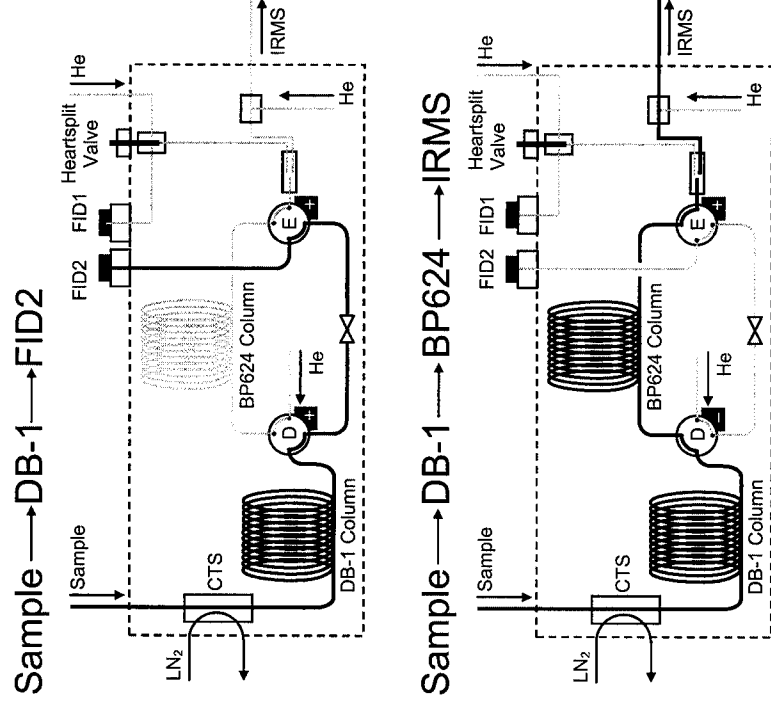 Sample → DB-1 → FID2
Sample
LN₂
CTS
DB-1 Column
D
+
He
BP624 Column
FID2
FID1
Heartsplit
Valve
He
E
+
He
IRMS
Sample → DB-1 → BP624 → IRMS
Sample
LN₂
CTS
DB-1 Column
D
−
He
BP624 Column
FID2
FID1
Heartsplit
Valve
He
E
+
He
IRMS